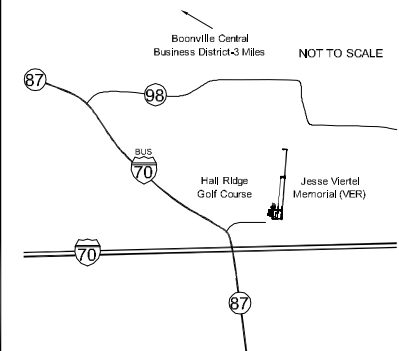 Boonville Central
Business District-3 Miles
NOT TO SCALE
87
98
BUS
70
Hall Ridge
Golf Course
Jesse Viertel
Memorial (VER)
70
87